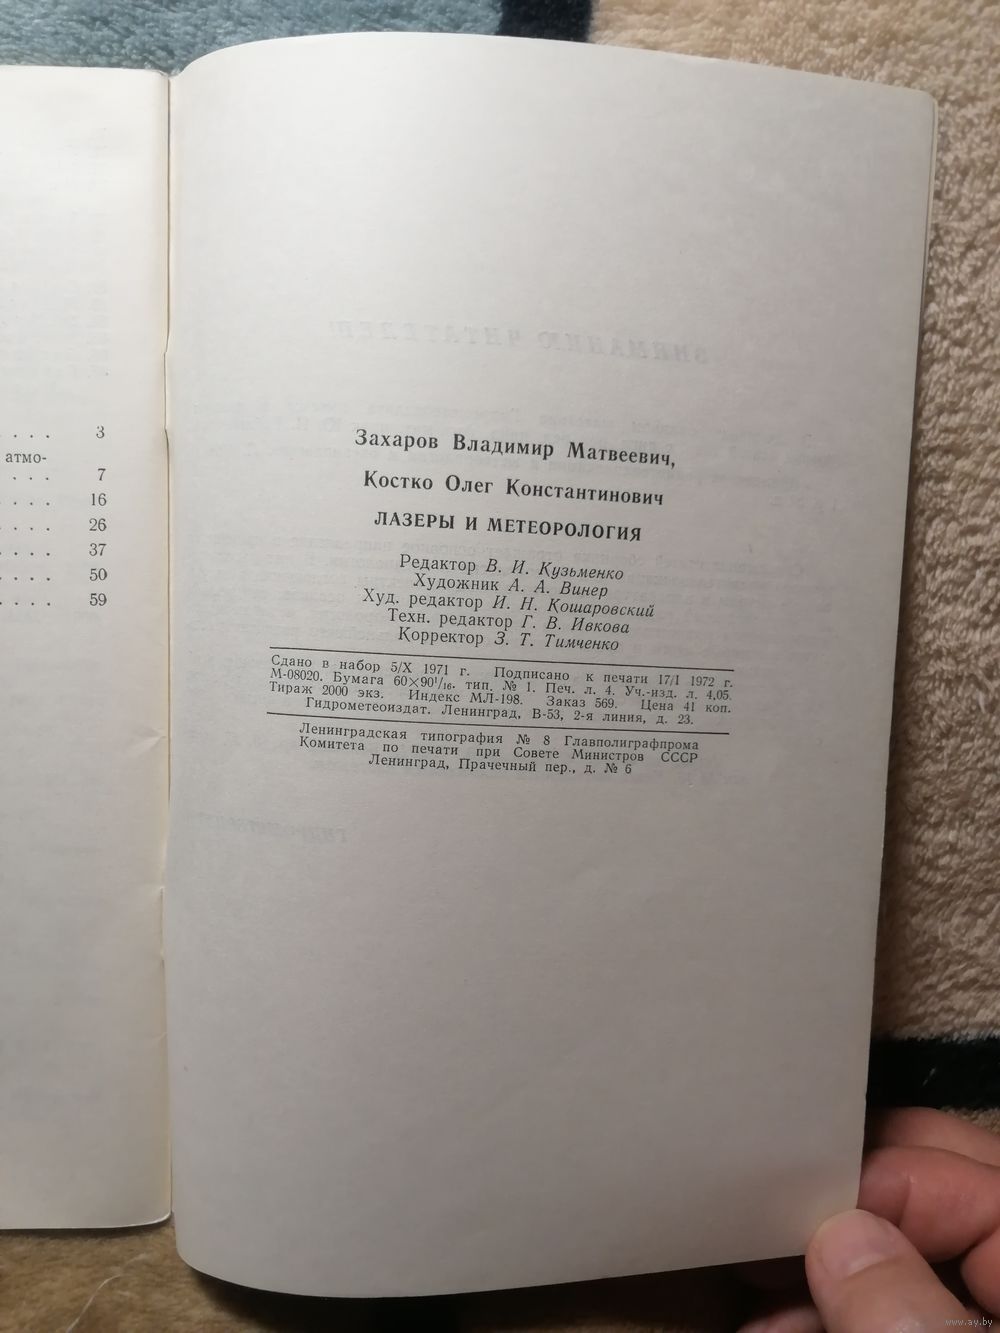 . . . . 3
атмо-
. . . . 7
. . . . 16
. . . . 26
. . . . 37
. . . . 50
. . . . 59
Захаров Владимир Матвеевич,
Костко Олег Константинович
ЛАЗЕРЫ И МЕТЕОРОЛОГИЯ
Редактор В. И. Кузьменко
Художник А. А. Винер
Худ. редактор И. Н. Кошаровский
Техн. редактор Г. В. Ивкова
Корректор З. Т. Тимченко
Сдано в набор 5/X 1971 г. Подписано к печати 17/I 1972 г.
М-08020. Бумага 60×90¹/₁₆. тип. № 1. Печ. л. 4. Уч.-изд. л. 4,05.
Тираж 2000 экз. Индекс МЛ-198. Заказ 569. Цена 41 коп.
Гидрометеоиздат. Ленинград, В-53, 2-я линия, д. 23.
Ленинградская типография № 8 Главполиграфпрома
Комитета по печати при Совете Министров СССР
Ленинград, Прачечный пер., д. № 6
www.ay.by